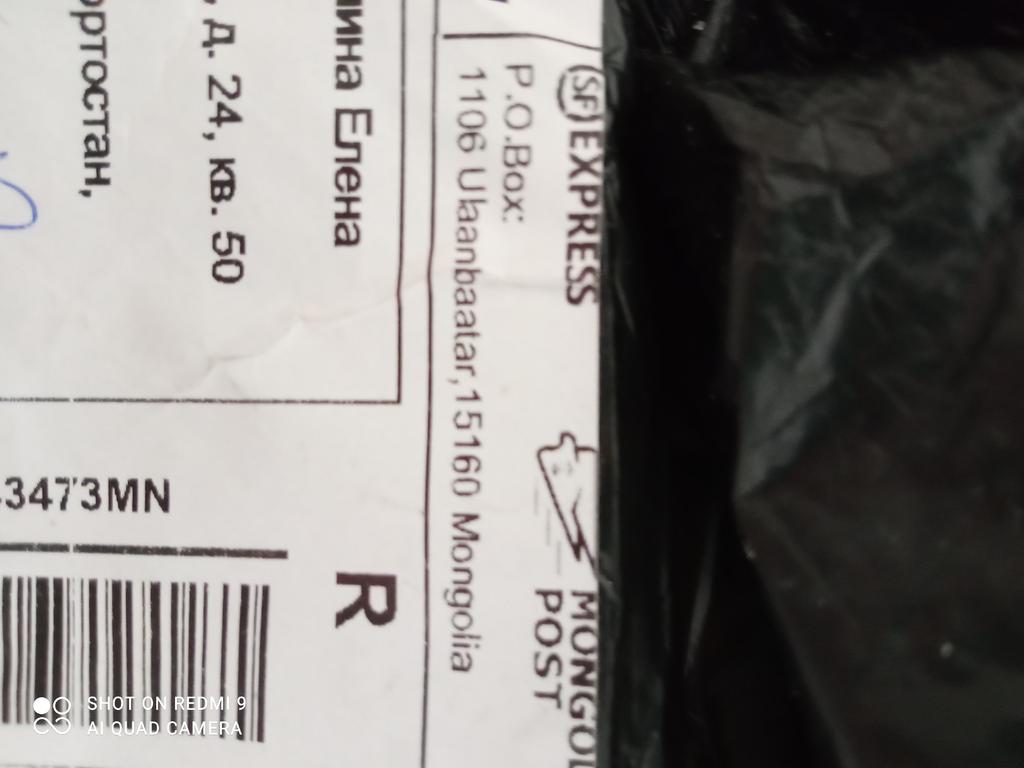 SF EXPRESS
P.O.Box:
1106 Ulaanbaatar,15160 Mongolia
MONGOL
POST
Елена
, д. 24, кв. 50
ортостан,
3473MN
R
SHOT ON REDMI 9
AI QUAD CAMERA